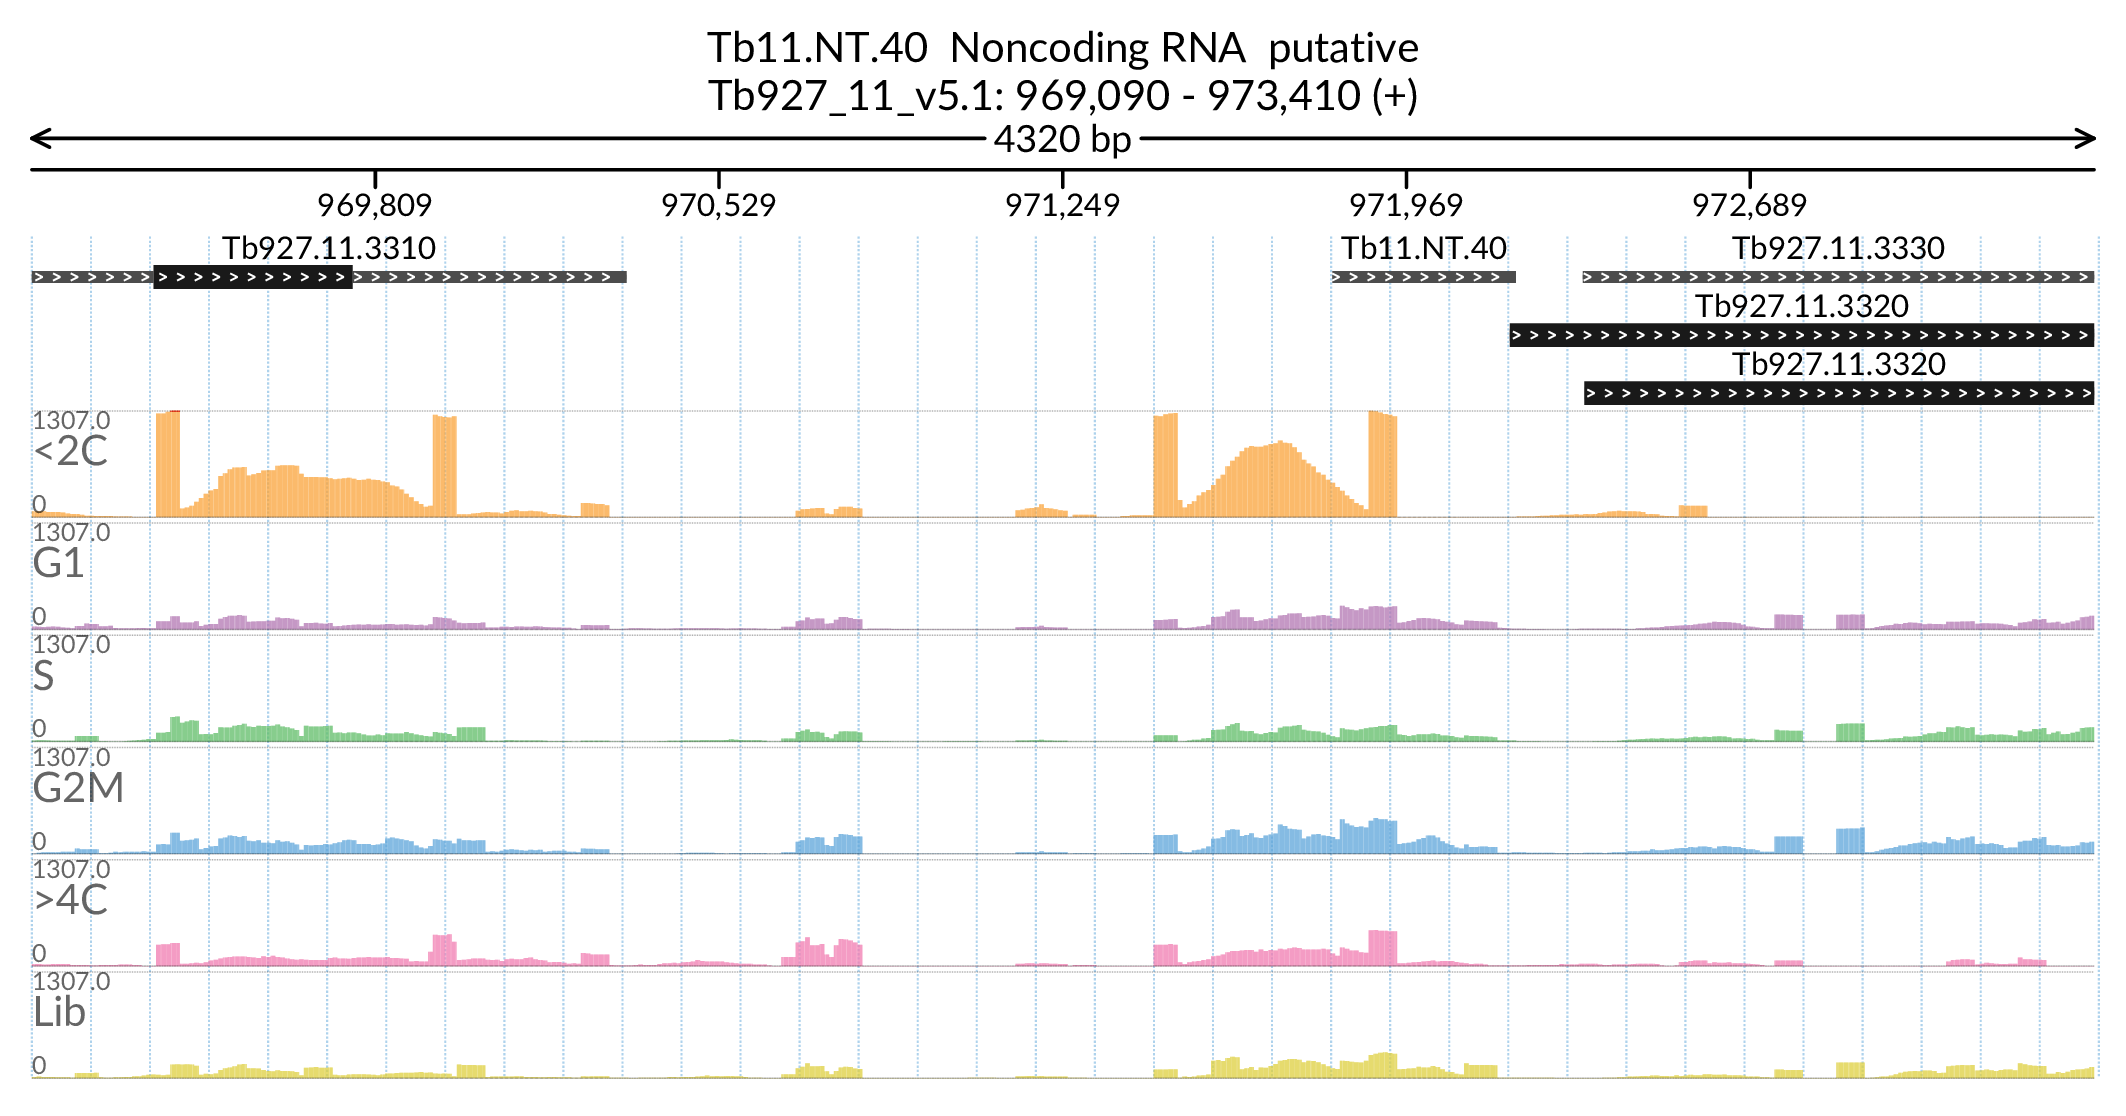 Tb11.NT.40 Noncoding RNA putative
Tb927_11_v5.1: 969,090 - 973,410 (+)
4320 bp
969,809 970,529 971,249 971,969 972,689
Tb927.11.3310 Tb11.NT.40 Tb927.11.3330
Tb927.11.3320
Tb927.11.3320
1307.0
<2C
0
1307.0
G1
0
1307.0
S
0
1307.0
G2M
0
1307.0
>4C
0
1307.0
Lib
0